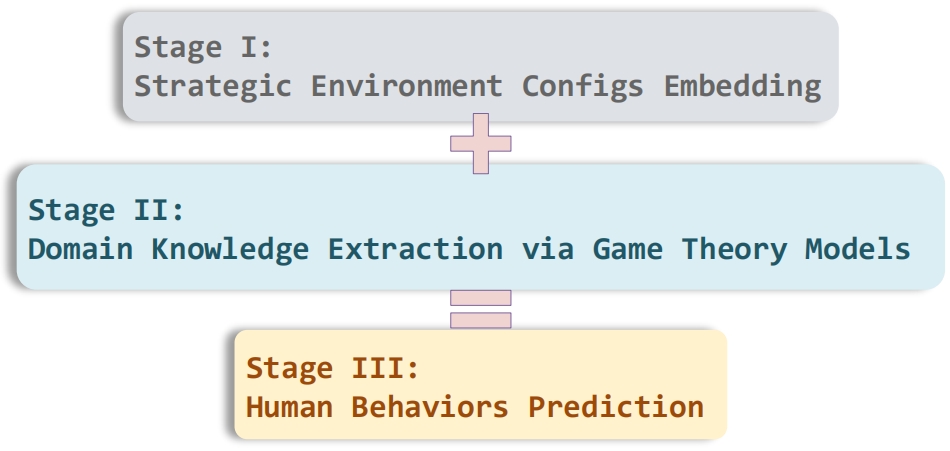 Stage I:
Strategic Environment Configs Embedding
Stage II:
Domain Knowledge Extraction via Game Theory Models
Stage III:
Human Behaviors Prediction